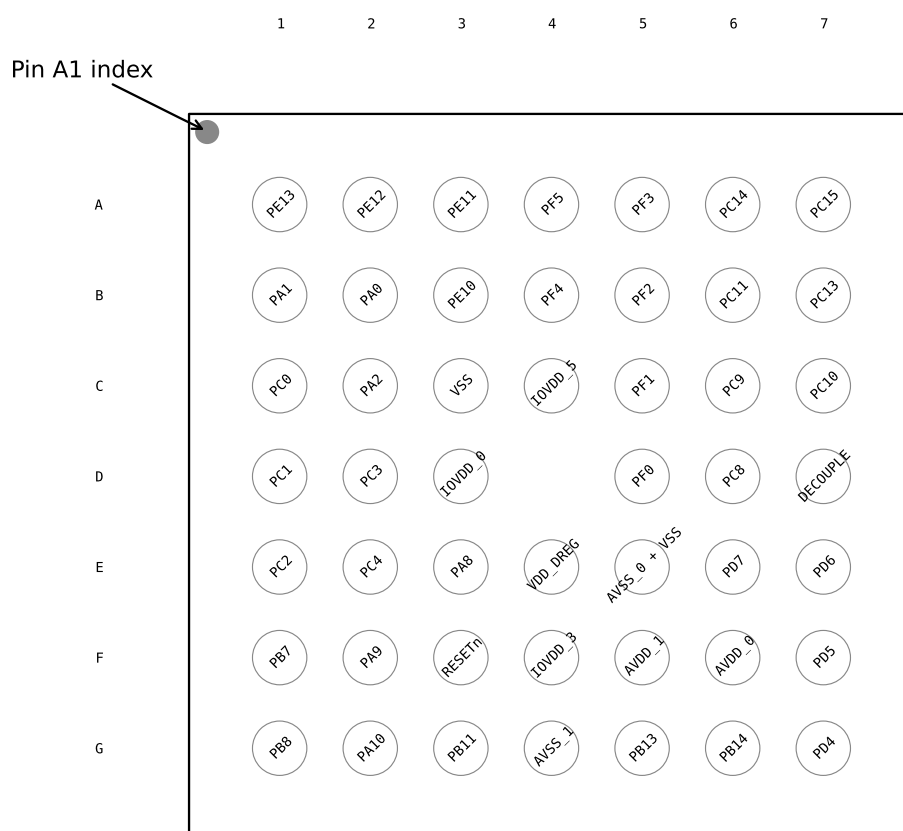 1 2 3 4 5 6 7
Pin A1 index
A PE13 PE12 PE11 PF5 PF3 PC14 PC15
B PA1 PA0 PE10 PF4 PF2 PC11 PC13
C PC0 PA2 VSS IOVDD_5 PF1 PC9 PC10
D PC1 PC3 IOVDD_0 PF0 PC8 DECOUPLE
E PC2 PC4 PA8 VDD_DREG AVSS_0 + VSS PD7 PD6
F PB7 PA9 RESETn IOVDD_3 AVDD_1 AVDD_0 PD5
G PB8 PA10 PB11 AVSS_1 PB13 PB14 PD4